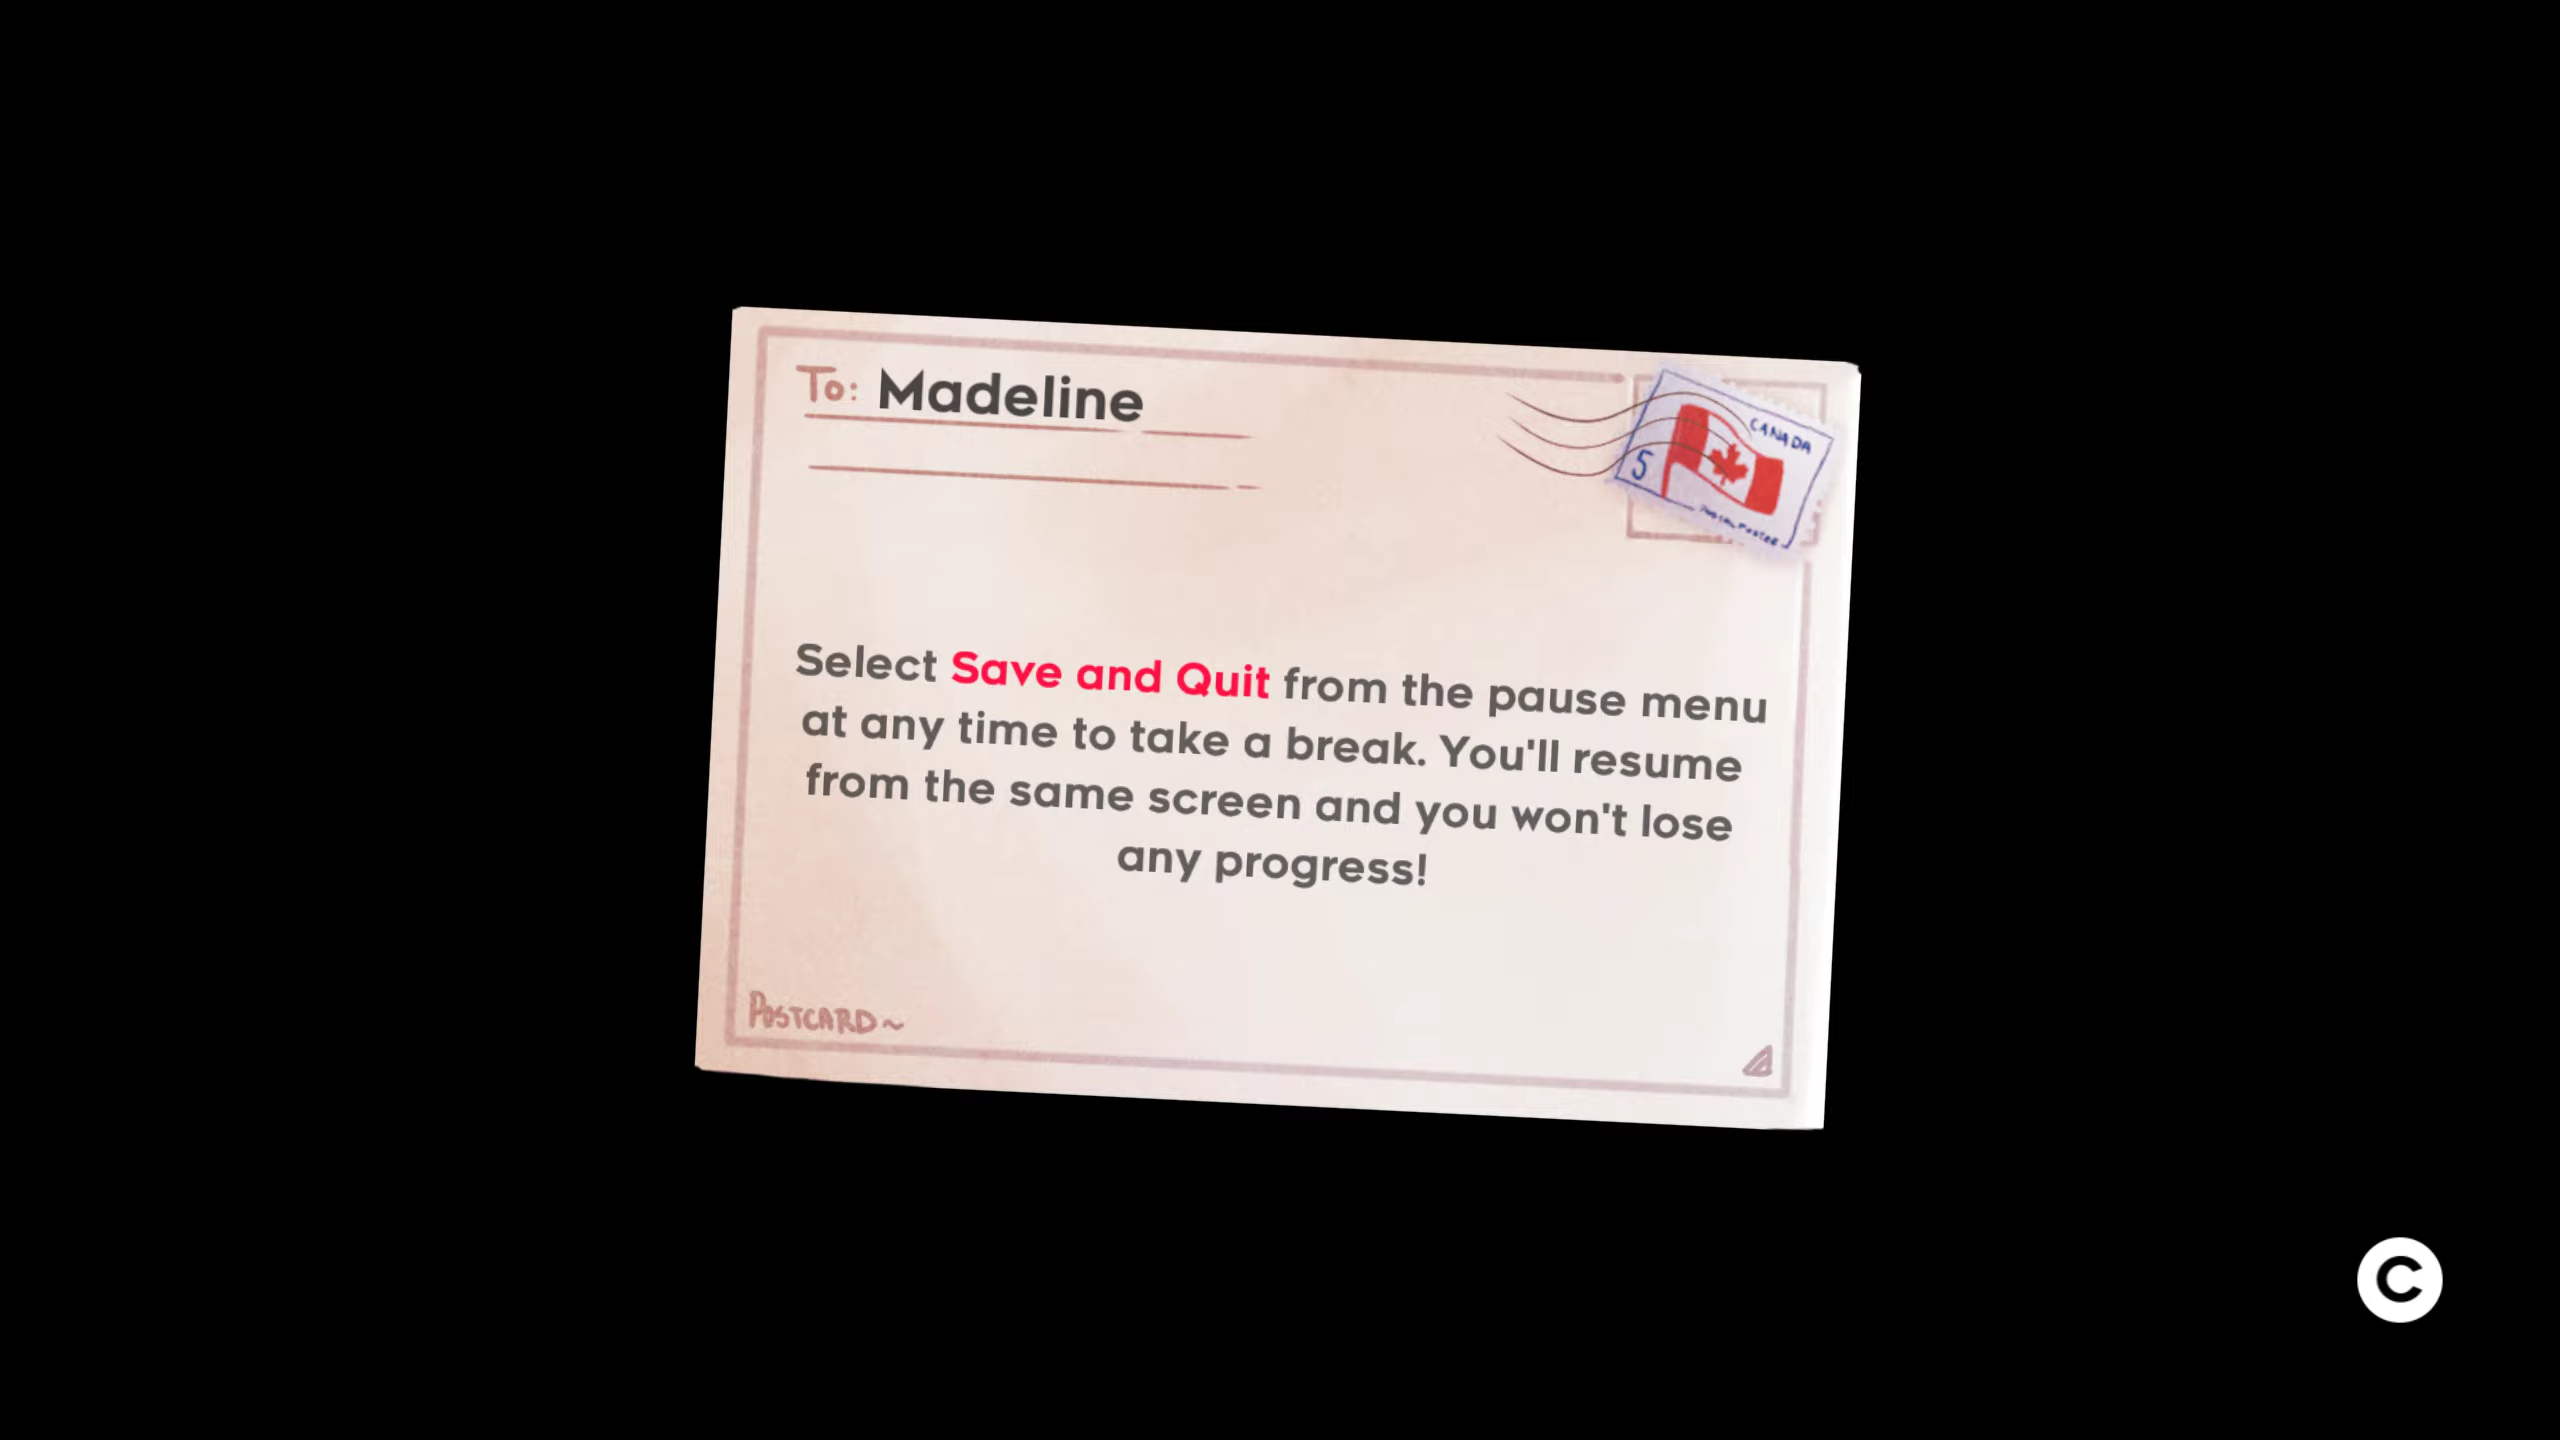 To: Madeline
CANADA
5
Select Save and Quit from the pause menu
at any time to take a break. You'll resume
from the same screen and you won't lose
any progress!
POSTCARD~
C